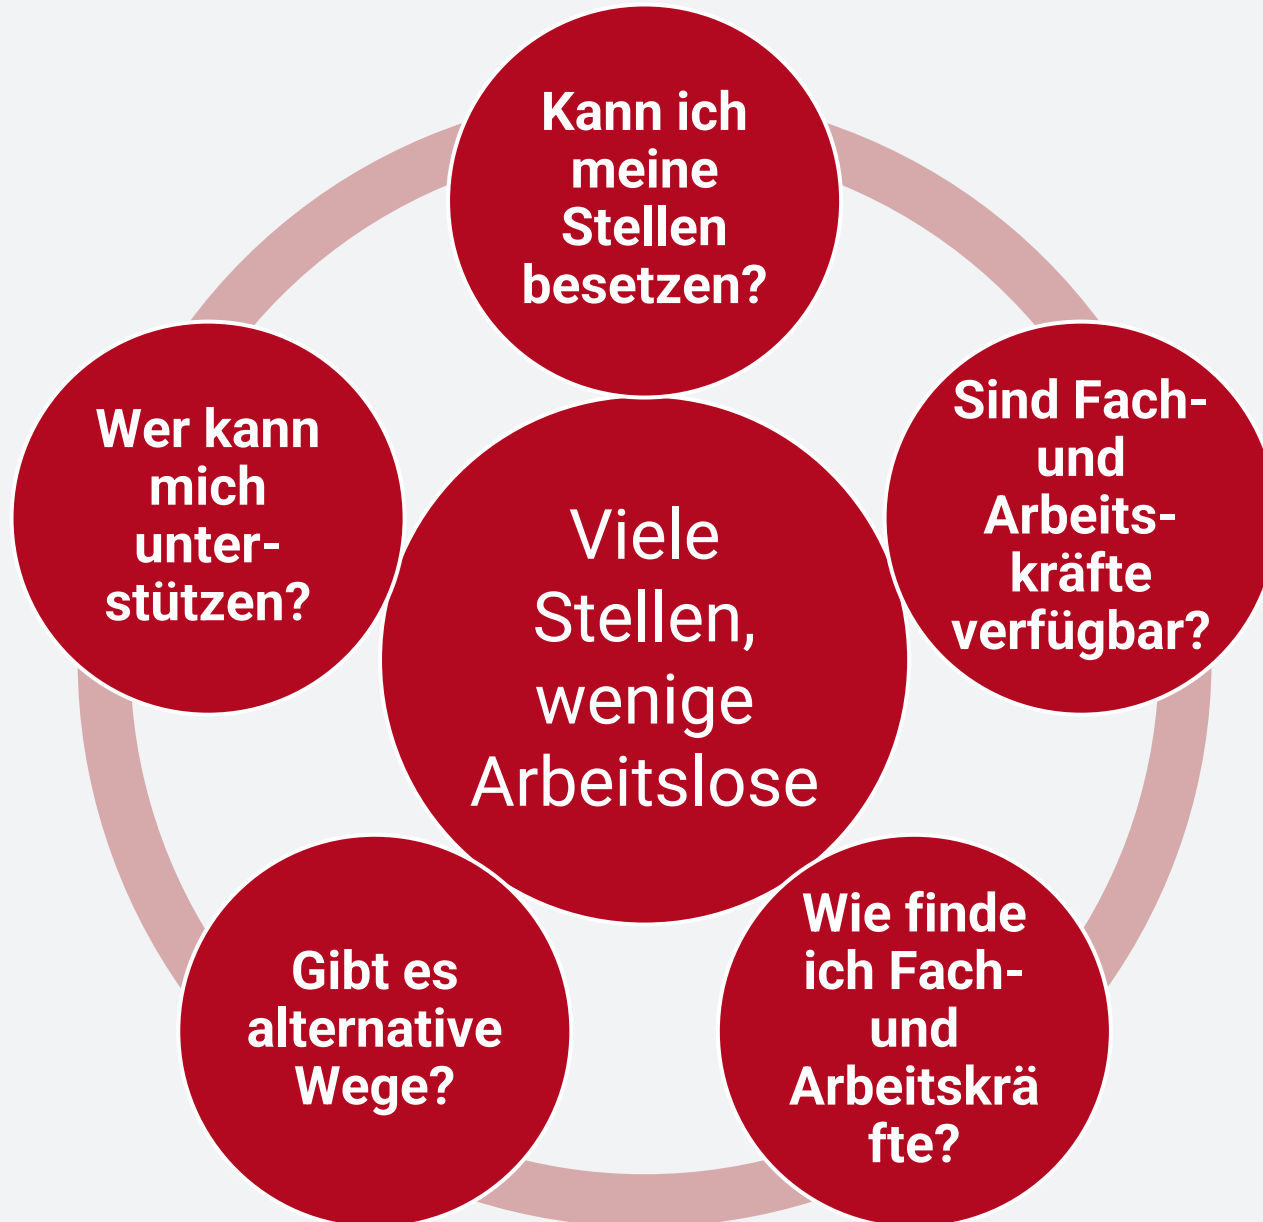 Kann ich
meine
Stellen
besetzen?
Sind Fach-
und
Arbeits-
kräfte
verfügbar?
Wie finde
ich Fach-
und
Arbeitskrä
fte?
Gibt es
alternative
Wege?
Wer kann
mich
unter-
stützen?
Viele
Stellen,
wenige
Arbeitslose